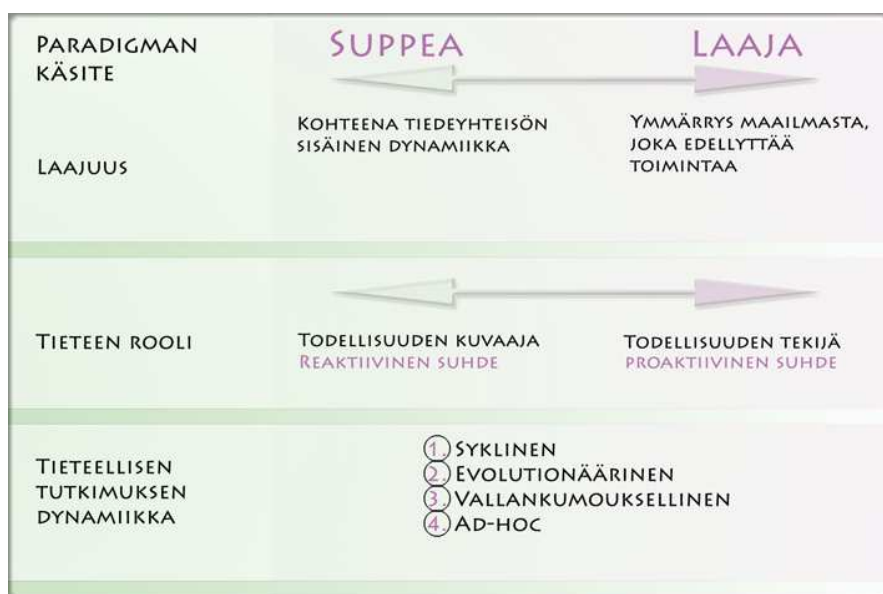 PARADIGMAN
KÄSITE
SUPPEA
LAAJA
LAAJUUS
KOHTEENA TIEDEYHTEISÖN
SISÄINEN DYNAMIIKKA
YMMÄRRYS MAAILMASTA,
JOKA EDELLYTTÄÄ
TOIMINTAA
TIETEEN ROOLI
TODELLISUUDEN KUVAAJA
REAKTIIVINEN SUHDE
TODELLISUUDEN TEKIJÄ
PROAKTIIVINEN SUHDE
TIETEELLISEN
TUTKIMUKSEN
DYNAMIIKKA
1. SYKLINEN
2. EVOLUTIONÄÄRINEN
3. VALLANKUMOUKSELLINEN
4. AD-HOC